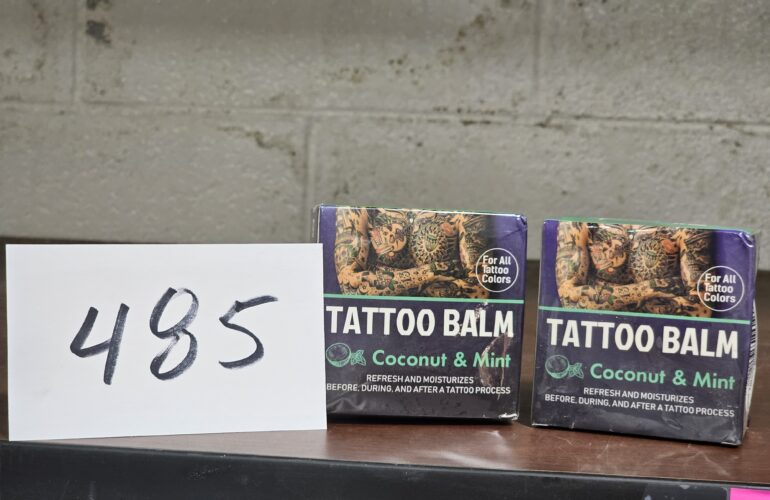 485
For All
Tattoo
Colors
TATTOO BALM
Coconut & Mint
REFRESH AND MOISTURIZES
BEFORE, DURING, AND AFTER A TATTOO PROCESS
For All
Tattoo
Colors
TATTOO BALM
Coconut & Mint
REFRESH AND MOISTURIZES
BEFORE, DURING, AND AFTER A TATTOO PROCESS